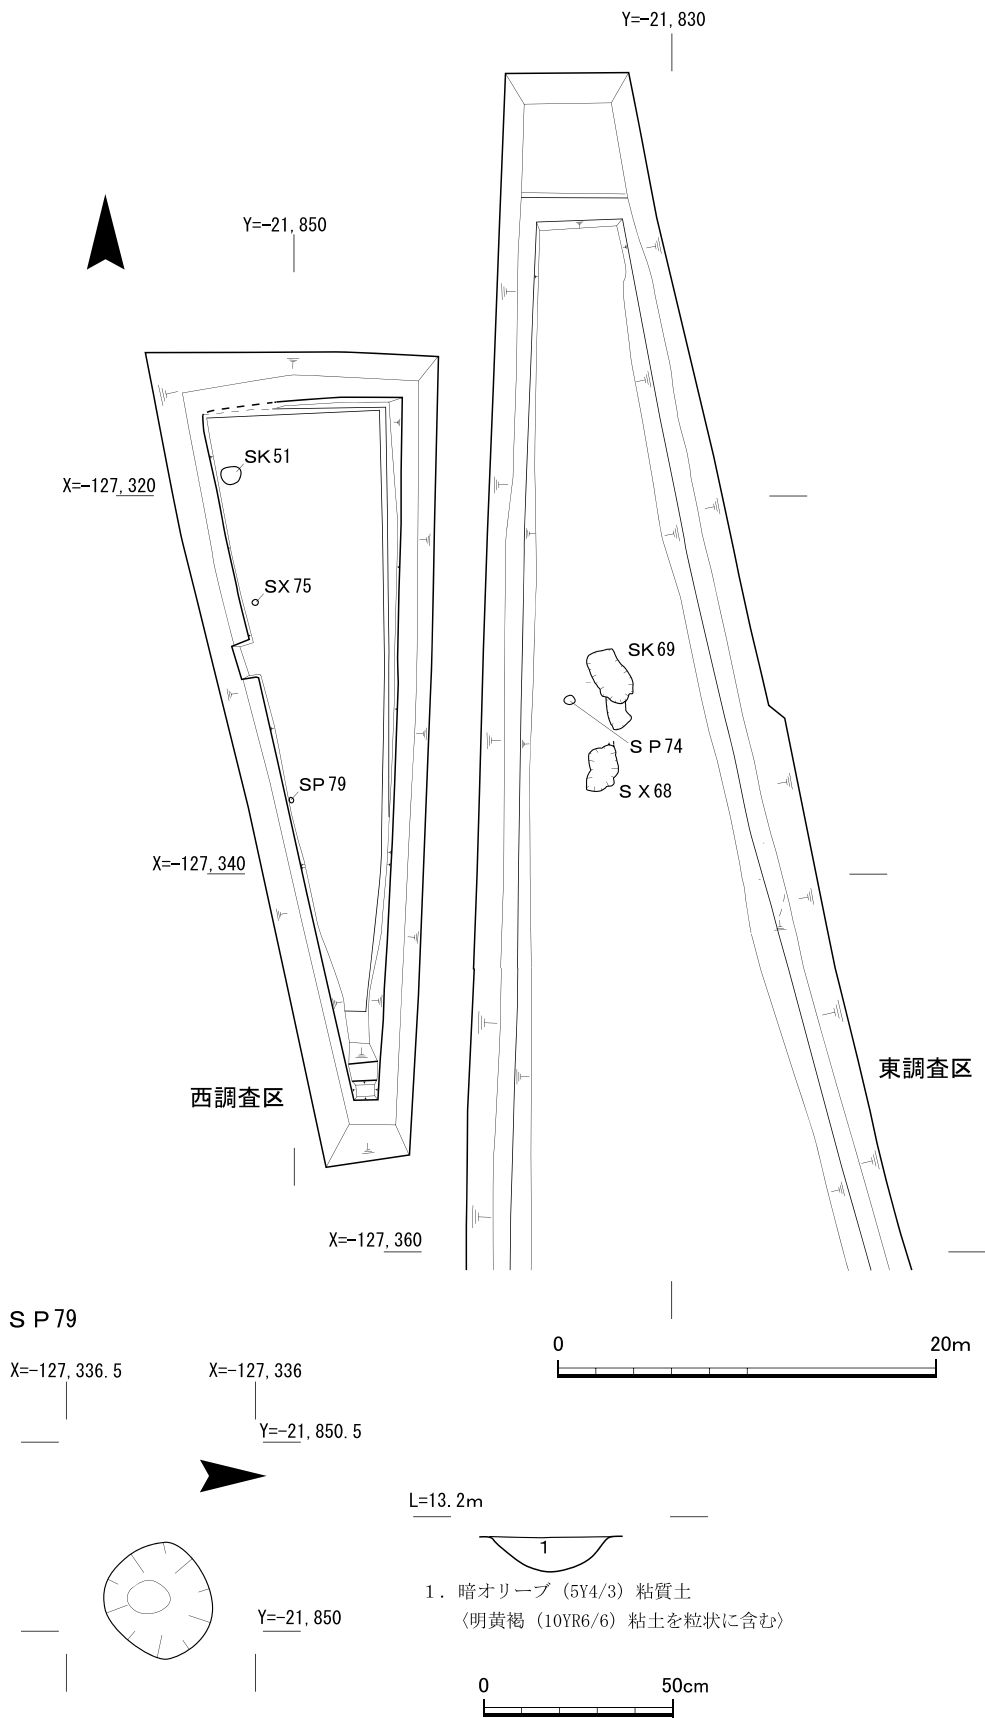 Y=-21,830
Y=-21,850
SK51
X=-127,320
SX75
SK69
SP74
SX68
SP79
X=-127,340
東調査区
西調査区
X=-127,360
SP79
0 20m
X=-127,336.5 X=-127,336
Y=-21,850.5
L=13.2m
1
1．暗オリーブ（5Y4/3）粘質土
〈明黄褐（10YR6/6）粘土を粒状に含む〉
Y=-21,850
0 50cm